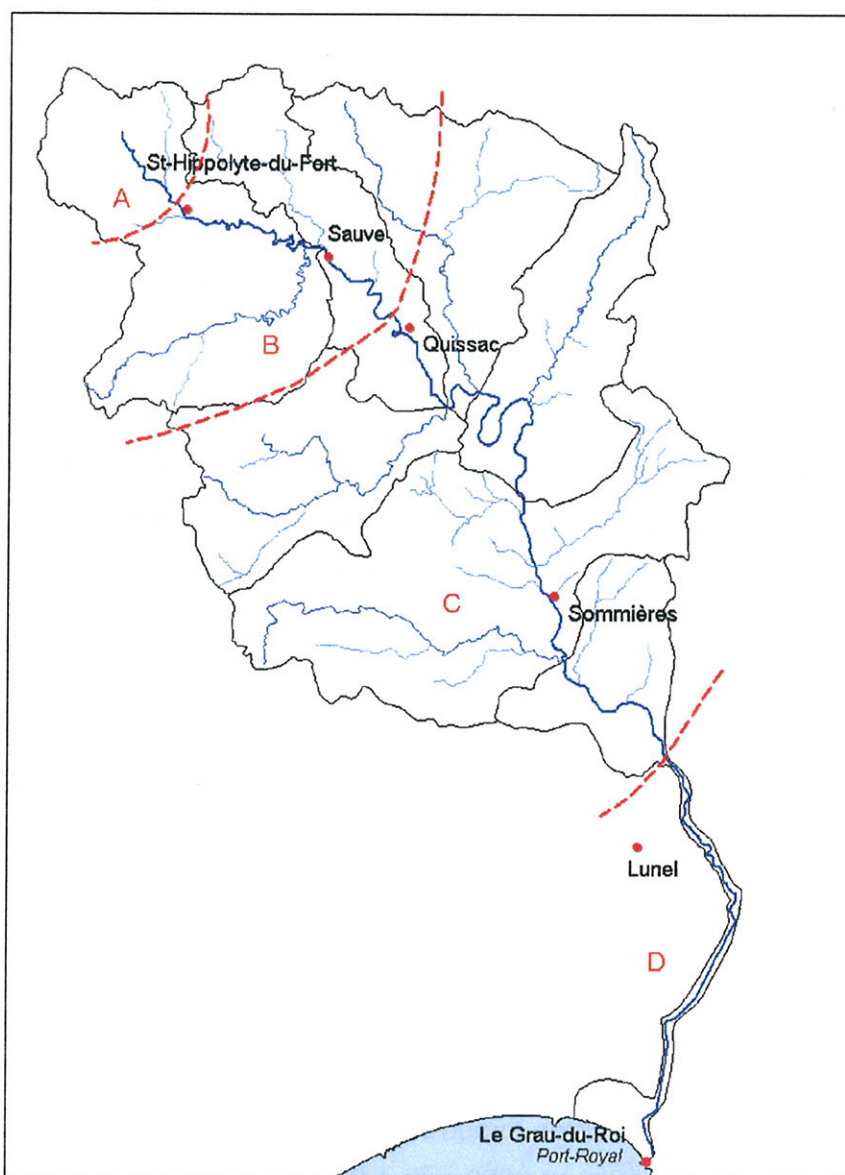 St-Hippolyte-du-Fort
A
Sauve
B
Quissac
C
Sommières
Lunel
D
Le Grau-du-Roi
Port-Royal